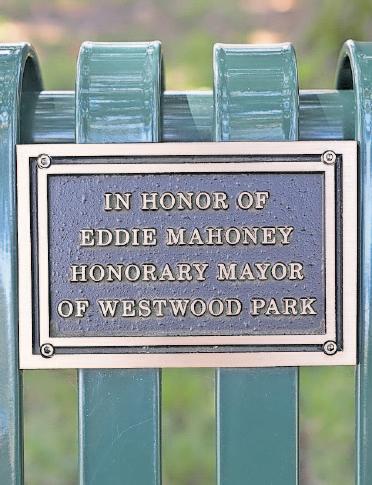 IN HONOR OF
EDDIE MAHONEY
HONORARY MAYOR
OF WESTWOOD PARK